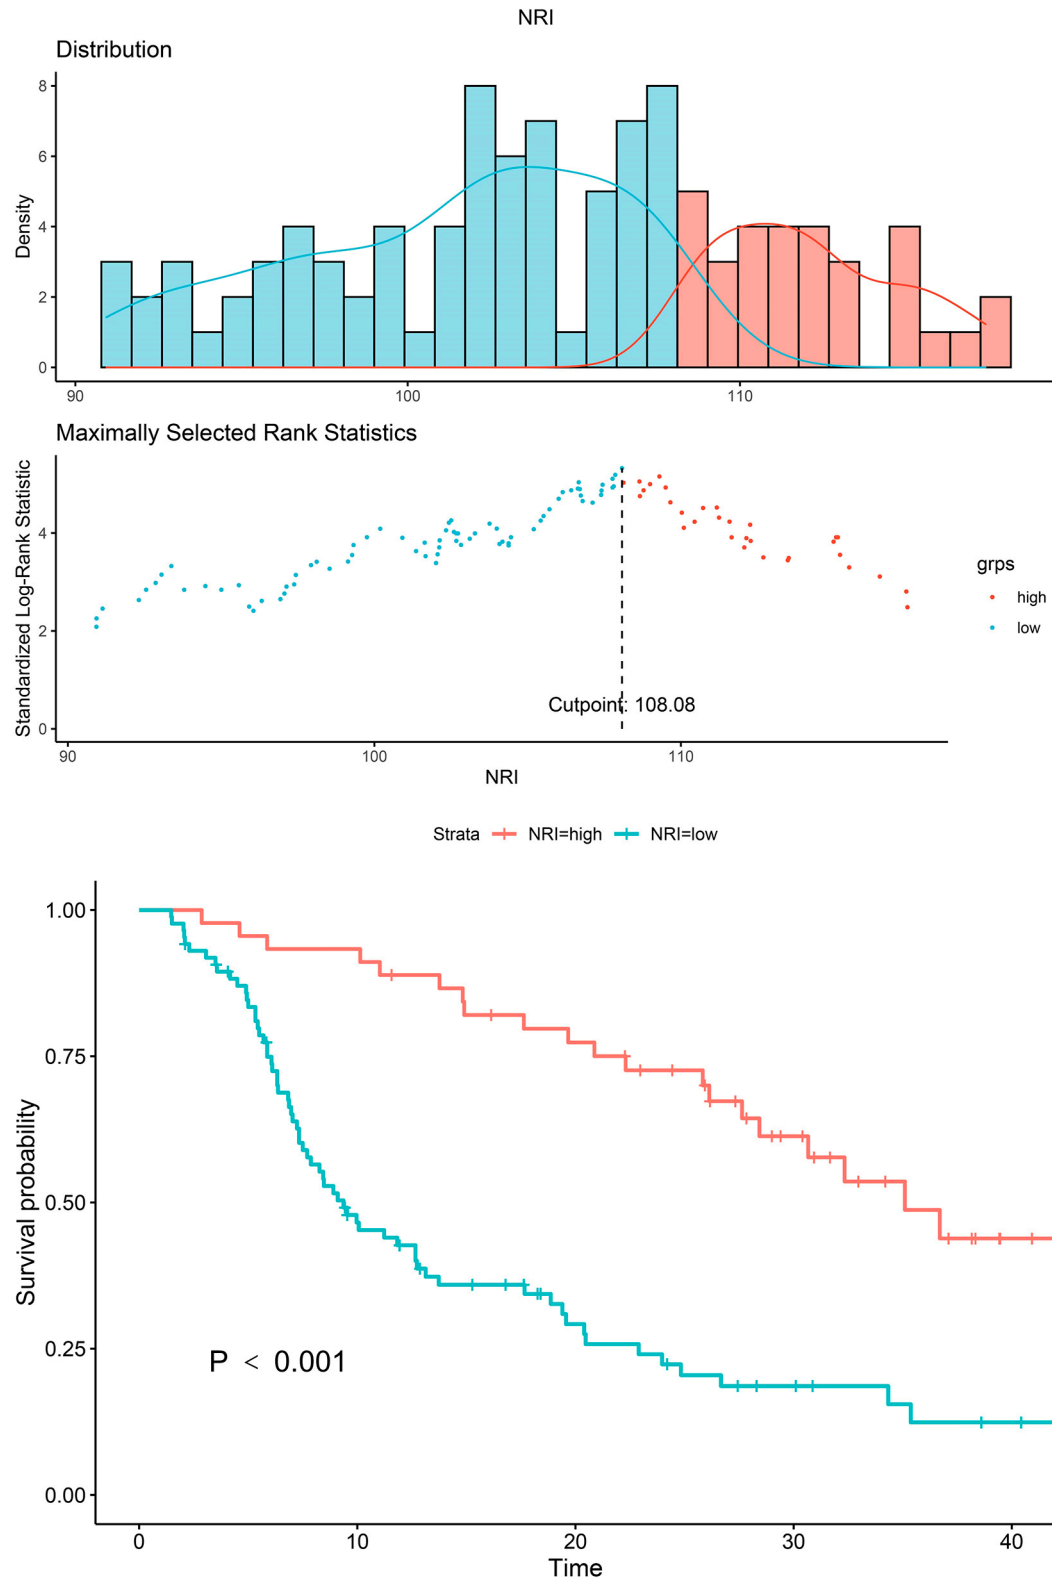 NRI
Distribution
Density
8
6
4
2
0
90 100 110
Maximally Selected Rank Statistics
Standardized Log-Rank Statistic
4
2
0
Cutpoint: 108.08
90 100 110
NRI
grps
high
low
Strata NRI=high NRI=low
Survival probability
1.00
0.75
0.50
0.25
0.00
P < 0.001
0 10 20 30 40
Time